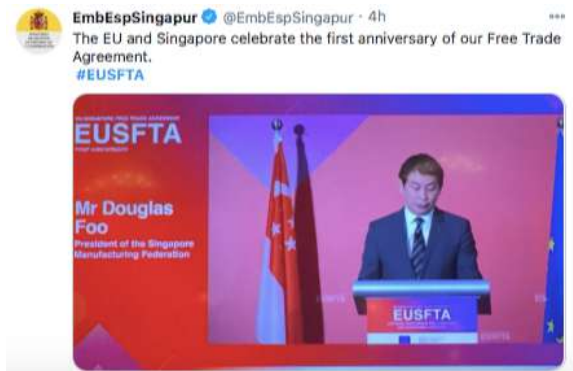 EmbEspSingapur @EmbEspSingapur · 4h
The EU and Singapore celebrate the first anniversary of our Free Trade
Agreement.
#EUSFTA
EUSFTA
Mr Douglas
Foo
President of the Singapore
Manufacturing Federation
EUSFTA